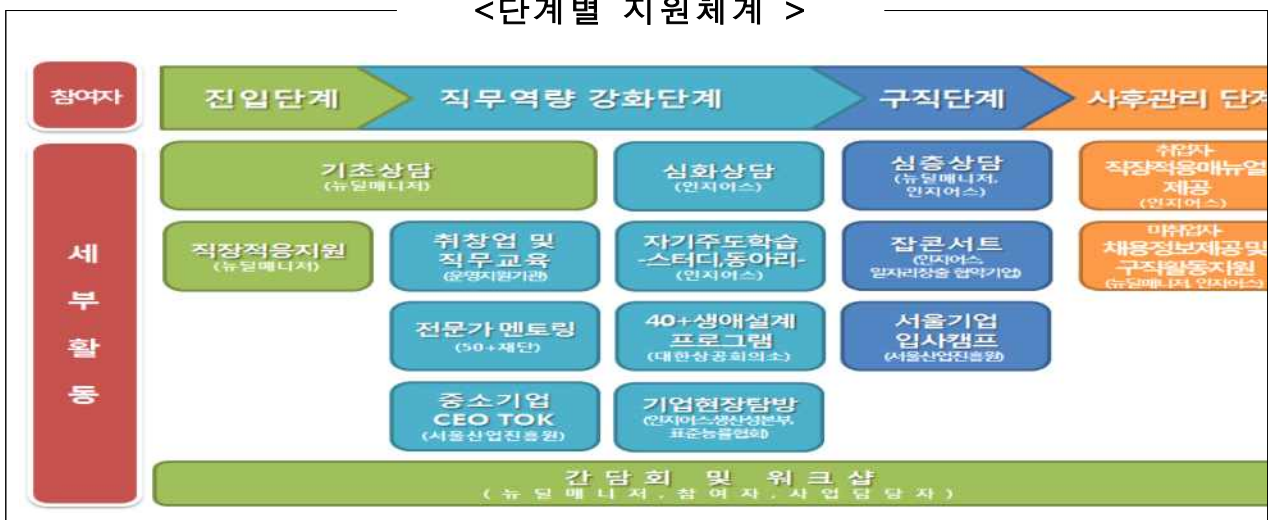 <단계별 지원체계 >
참여자
진입단계
직무역량 강화단계
구직단계
사후관리 단계
세
부
활
동
기초상담
(뉴딜매니저)
심화상담
(인지어스)
심층상담
(뉴딜매니저,
인지어스)
취업자-
직장적응매뉴얼
제공
(인지어스)
직장적응지원
(뉴딜매니저)
취창업 및
직무교육
(운영지원기관)
자기주도학습
-스터디,동아리-
(인지어스)
잡콘서트
(인지어스,
일자리창출 협약기업)
미취업자-
채용정보제공 및
구직활동지원
(뉴딜매니저, 인지어스)
전문가 멘토링
(50+재단)
40+생애설계
프로그램
(대한상공회의소)
서울기업
입사캠프
(서울산업진흥원)
중소기업
CEO TOK
(서울산업진흥원)
기업현장탐방
(인지어스,생산성본부,
표준능률협회)
간담회 및 워크샵
(뉴딜매니저, 참여자, 사업담당자)